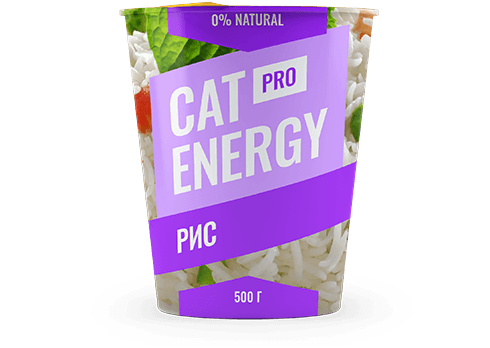 0% NATURAL
CAT PRO
ENERGY
РИС
500 Г